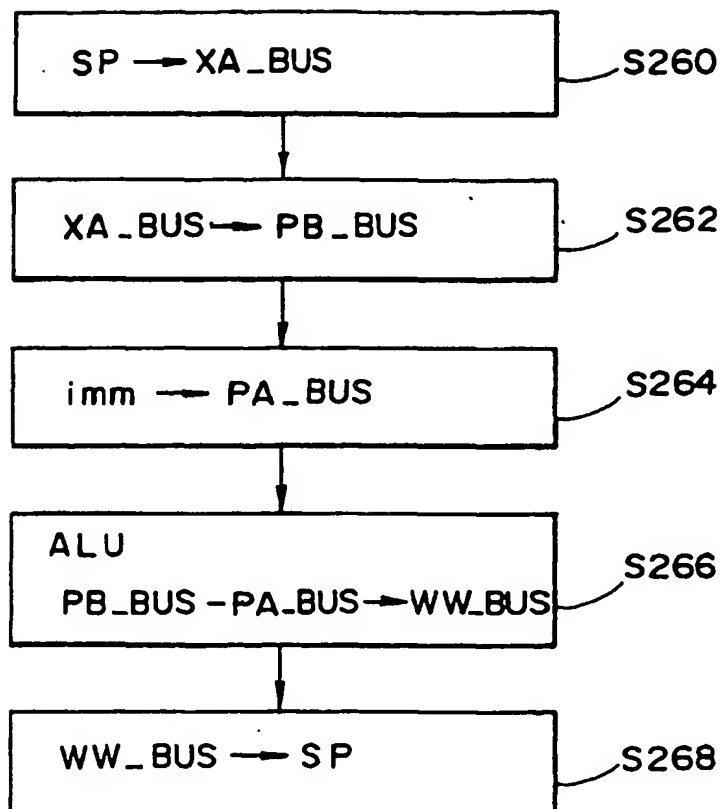 SP → XA_BUS
S260
XA_BUS → PB_BUS
S262
imm → PA_BUS
S264
ALU
PB_BUS – PA_BUS → WW_BUS
S266
WW_BUS → SP
S268